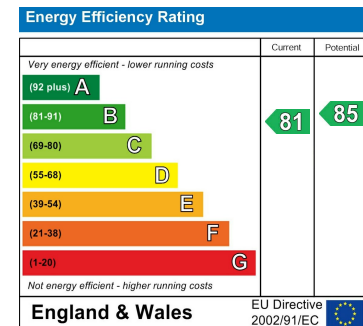 Energy Efficiency Rating
Current Potential
Very energy efficient - lower running costs
(92 plus) A
(81-91) B
(69-80) C
(55-68) D
(39-54) E
(21-38) F
(1-20) G
81
85
Not energy efficient - higher running costs
England & Wales
EU Directive
2002/91/EC